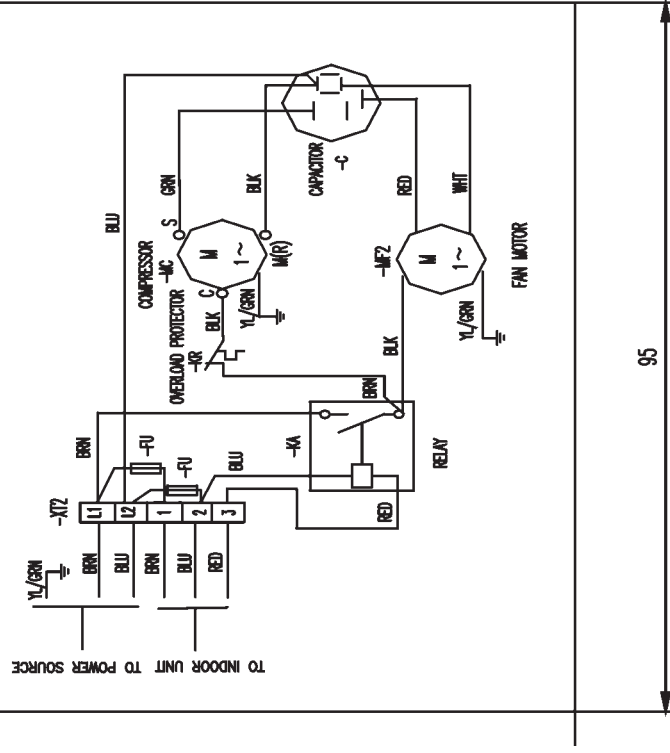 BLU
GRN
BLK
CAPACITOR
-C
RED
WHT
S
COMPRESSOR
-MC
M
1~
M(R)
C
OVERLOAD PROTECTOR
-KR
BLK
YL/GRN
-MF2
M
1~
FAN MOTOR
YL/GRN
BLK
BRN
BRN
-FU
-FU
BLU
-KA
RELAY
RED
-XT2
L1
L2
1
2
3
YL/GRN
BRN
BLU
BRN
BLU
RED
TO POWER SOURCE
TO INDOOR UNIT
95